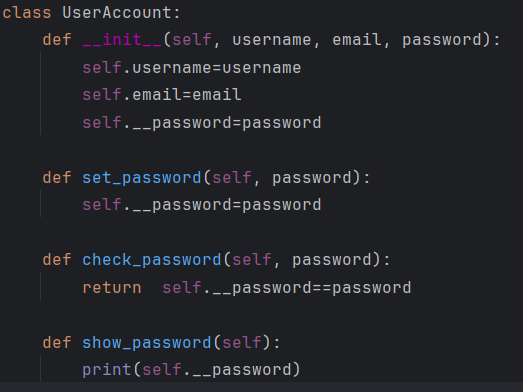 class UserAccount:
    def __init__(self, username, email, password):
        self.username=username
        self.email=email
        self.__password=password
    def set_password(self, password):
        self.__password=password
    def check_password(self, password):
        return  self.__password==password
    def show_password(self):
        print(self.__password)